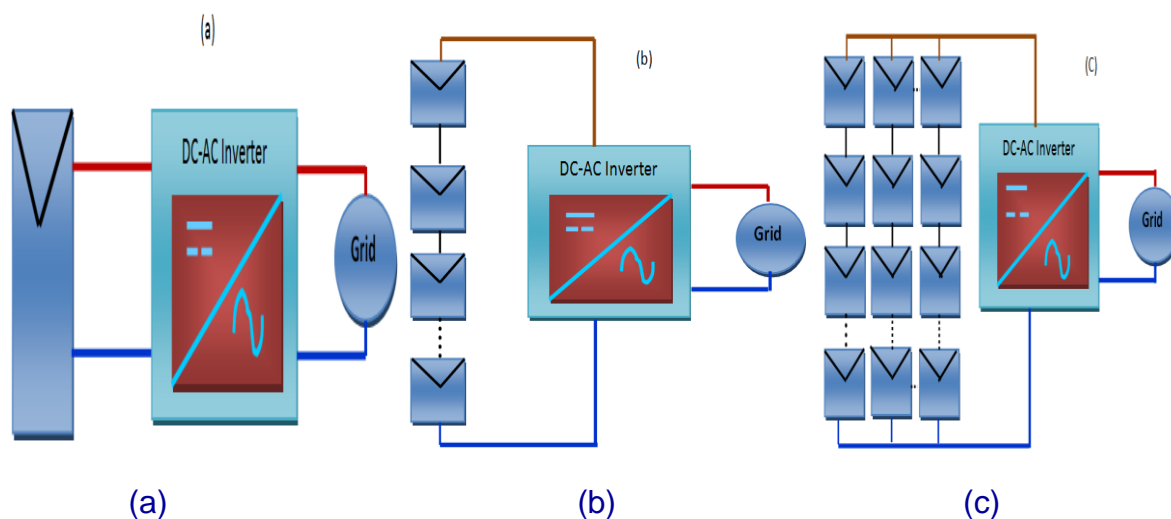 (a)
DC-AC Inverter
Grid
(b)
DC-AC Inverter
Grid
(C)
DC-AC Inverter
Grid
(a)
(b)
(c)